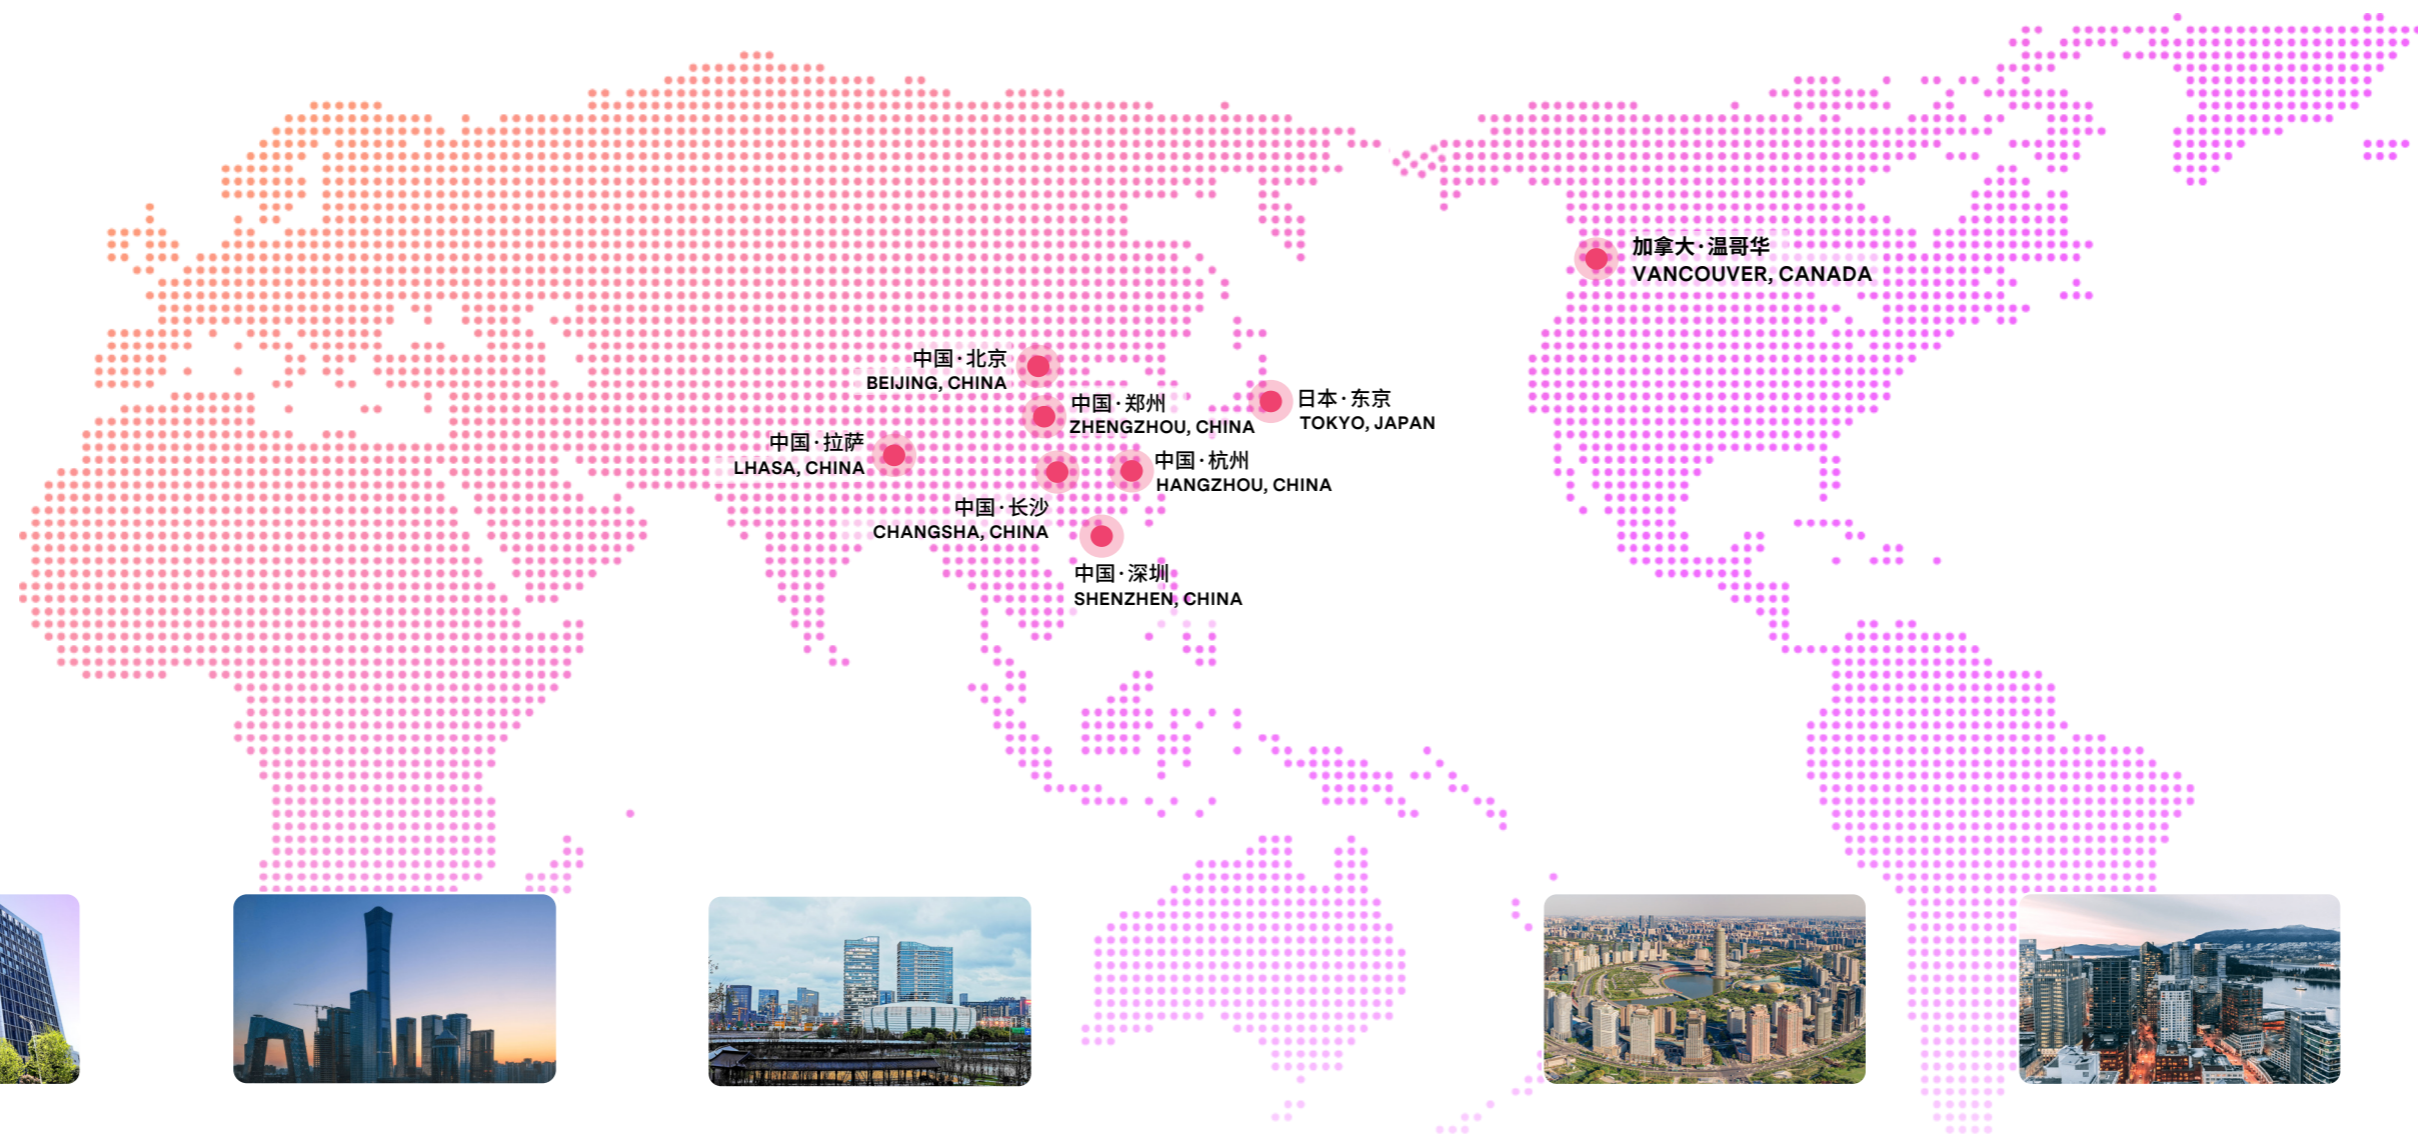 加拿大·温哥华
VANCOUVER, CANADA
中国·北京
BEIJING, CHINA
中国·郑州
ZHENGZHOU, CHINA
日本·东京
TOKYO, JAPAN
中国·拉萨
LHASA, CHINA
中国·杭州
HANGZHOU, CHINA
中国·长沙
CHANGSHA, CHINA
中国·深圳
SHENZHEN, CHINA